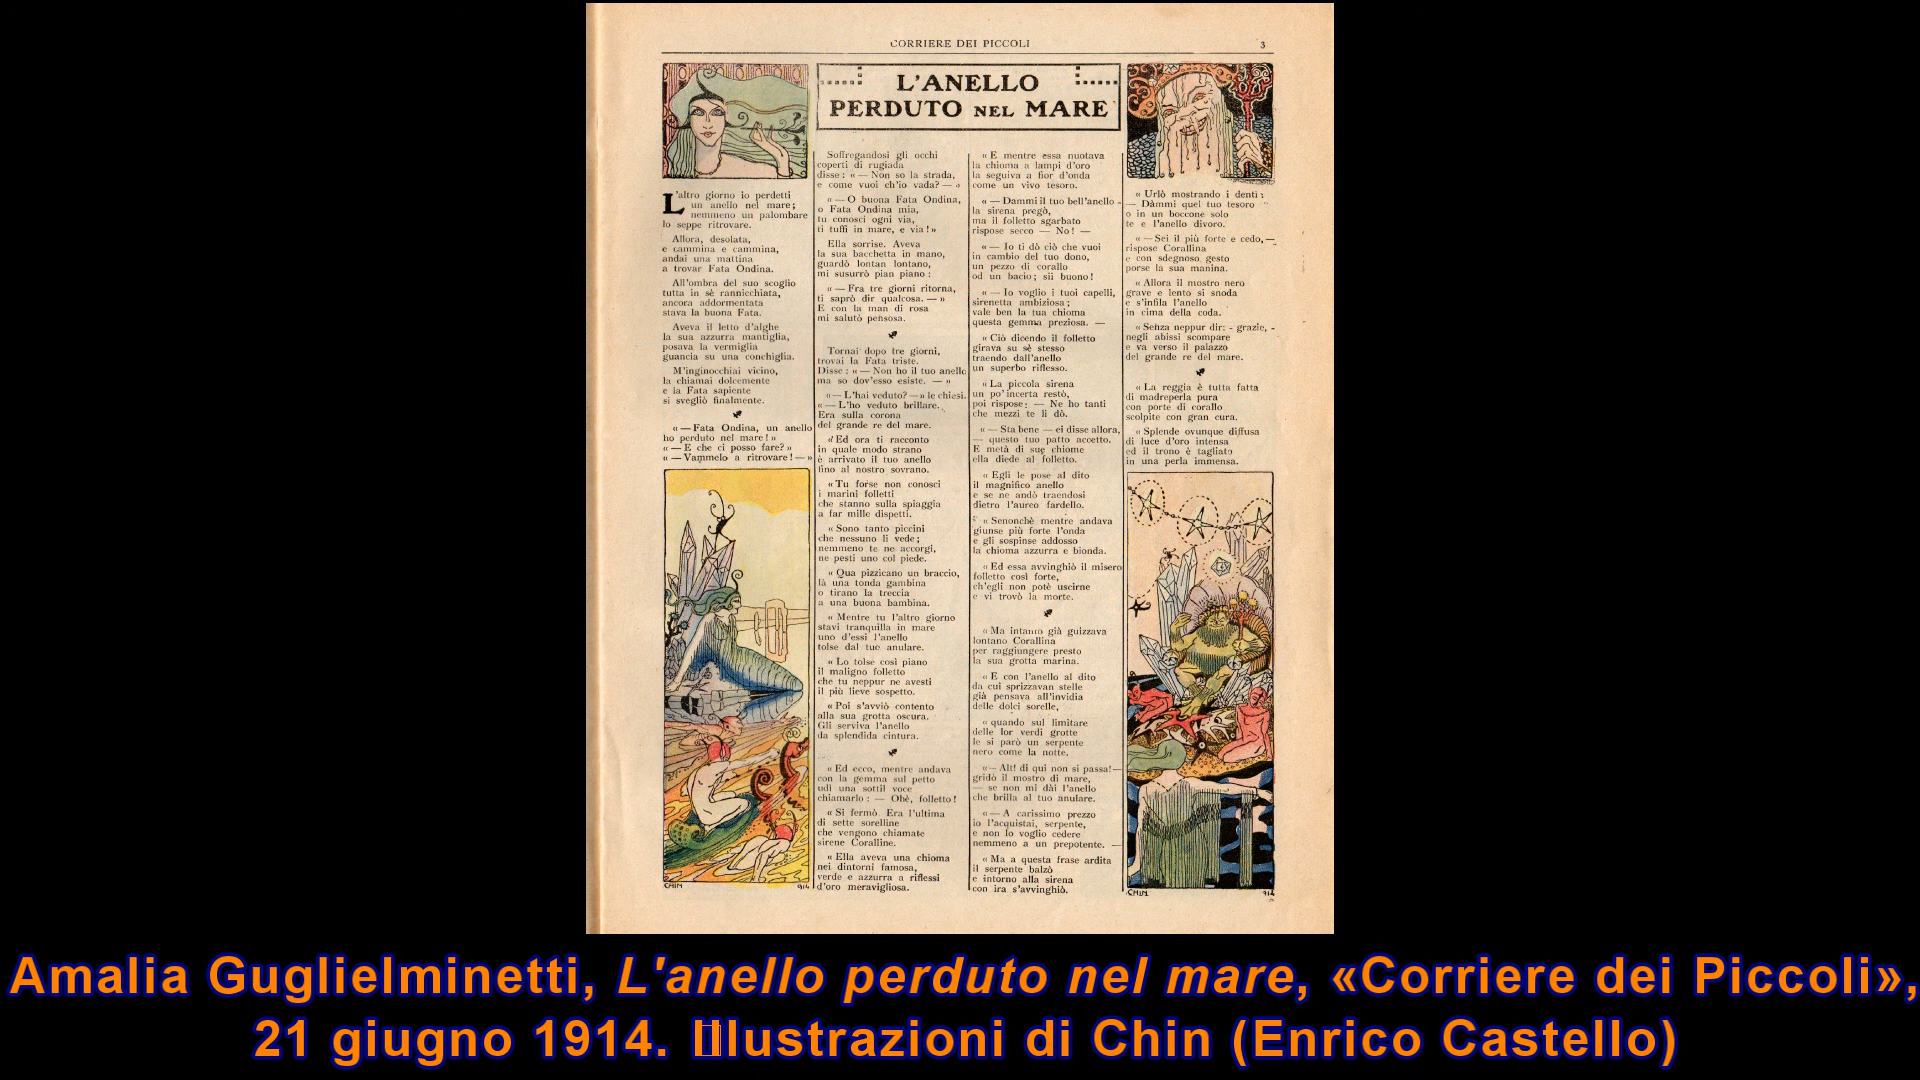 CORRIERE DEI PICCOLI
3
L'ANELLO
PERDUTO NEL MARE
L'altro giorno io perdetti
un anello nel mare;
nemmeno un palombaro
lo seppe ritrovare.
Allora, desolata,
e cammina e cammina,
andai una mattina
a trovar Fata Ondina.
All'ombra del suo scoglio
tutta in sè rannicchiata,
ancora addormentata
stava la buona Fata.
Aveva il letto d'alghe
la sua azzurra mantiglia,
posava la vermiglia
guancia su una conchiglia.
M'inginocchiai vicino,
la chiamai dolcemente
e la Fata sapiente
si svegliò finalmente.
« — Fata Ondina, un anello
ho perduto nel mare! »
« — E che ci posso fare? »
« — Vammelo a ritrovare! — »
CHIN
914
Soffregandosi gli occhi
coperti di rugiada
disse: « — Non so la strada,
e come vuoi ch'io vada? — »
« — O buona Fata Ondina,
o Fata Ondina mia,
tu conosci ogni via,
ti tuffi in mare, e via! »
Ella sorrise. Aveva
la sua bacchetta in mano,
guardò lontan lontano,
mi susurrò pian piano:
« — Fra tre giorni ritorna,
ti saprò dir qualcosa. — »
E con la man di rosa
mi salutò pensosa.
Tornai dopo tre giorni,
trovai la Fata triste.
Disse: « — Non ho il tuo anello
ma so dov'esso esiste. — »
« — L'hai veduto? — » le chiesi.
« — L'ho veduto brillare.
Era sulla corona
del grande re del mare.
« Ed ora ti racconto
in quale modo strano
è arrivato il tuo anello
fino al nostro sovrano.
« Tu forse non conosci
i marini folletti
che stanno sulla spiaggia
a far mille dispetti.
« Sono tanto piccini
che nessuno li vede;
nemmeno te ne accorgi,
ne pesti uno col piede.
« Qua pizzicano un braccio,
là una tonda gambina
o tirano la treccia
a una buona bambina.
« Mentre tu l'altro giorno
stavi tranquilla in mare
uno d'essi l'anello
tolse dal tuo anulare.
« Lo tolse così piano
il maligno folletto
che tu neppur ne avesti
il più lieve sospetto.
« Poi s'avviò contento
alla sua grotta oscura.
Gli serviva l'anello
da splendida cintura.
« Ed ecco, mentre andava
con la gemma sul petto
udì una sottil voce
chiamarlo: — Ohè, folletto!
« Si fermò. Era l'ultima
di sette sorelline
che vengono chiamate
sirene Coralline.
« Ella aveva una chioma
nei dintorni famosa,
verde e azzurra a riflessi
d'oro meravigliosa.
« E mentre essa nuotava
la chioma a lampi d'oro
la seguiva a fior d'onda
come un vivo tesoro.
« — Dammi il tuo bell'anello -
la sirena pregò,
ma il folletto sgarbato
rispose secco — No! —
« — Io ti dò ciò che vuoi
in cambio del tuo dono,
un pezzo di corallo
od un bacio; sii buono!
« — Io voglio i tuoi capelli,
sirenetta ambiziosa;
vale ben la tua chioma
questa gemma preziosa. —
« Ciò dicendo il folletto
girava su sè stesso
traendo dall'anello
un superbo riflesso.
« La piccola sirena
un po' incerta restò,
poi rispose: — Ne ho tanti
che mezzi te li dò.
« — Sta bene — ei disse allora,
— questo tuo patto accetto.
E metà di sue chiome
ella diede al folletto.
« Egli le pose al dito
il magnifico anello
e se ne andò traendosi
dietro l'aureo fardello.
« Senonchè mentre andava
giunse più forte l'onda
e gli sospinse addosso
la chioma azzurra e bionda.
« Ed essa avvinghiò il misero
folletto così forte,
ch'egli non potè uscirne
e vi trovò la morte.
« Ma intanto già guizzava
lontano Corallina
per raggiungere presto
la sua grotta marina.
« E con l'anello al dito
da cui sprizzavan stelle
già pensava all'invidia
delle dolci sorelle,
« quando sul limitare
delle lor verdi grotte
le si parò un serpente
nero come la notte.
« — Alt! di qui non si passa! —
gridò il mostro di mare,
— se non mi dài l'anello
che brilla al tuo anulare.
« — A carissimo prezzo
io l'acquistai, serpente,
e non lo voglio cedere
nemmeno a un prepotente. —
« Ma a questa frase ardita
il serpente balzò
e intorno alla sirena
con ira s'avvinghiò.
« Urlò mostrando i denti:
— Dàmmi quel tuo tesoro
o in un boccone solo
te e l'anello divoro.
« — Sei il più forte e cedo, —
rispose Corallina
e con sdegnoso gesto
porse la sua manina.
« Allora il mostro nero
grave e lento si snoda
e s'infila l'anello
in cima della coda.
« Senza neppur dir: - grazie, -
negli abissi scompare
e va verso il palazzo
del grande re del mare.
« La reggia è tutta fatta
di madreperla pura
con porte di corallo
scolpite con gran cura.
« Splende ovunque diffusa
di luce d'oro intensa
ed il trono è tagliato
in una perla immensa.
CHIN
914
Amalia Guglielminetti, L'anello perduto nel mare, «Corriere dei Piccoli»,
21 giugno 1914. Illustrazioni di Chin (Enrico Castello)